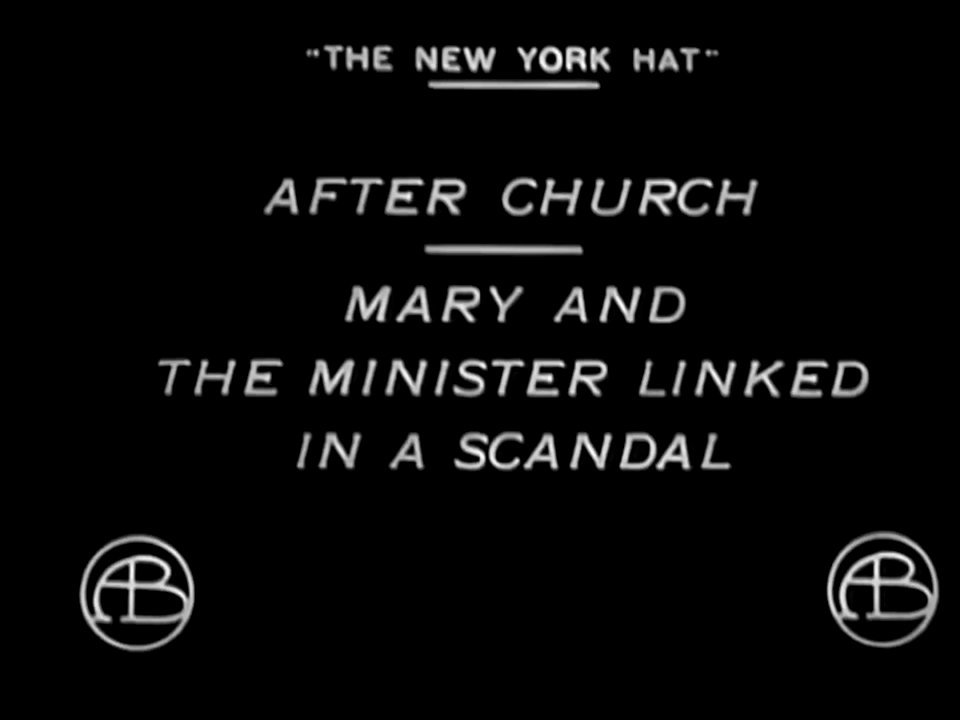 "THE NEW YORK HAT"
AFTER CHURCH
MARY AND
THE MINISTER LINKED
IN A SCANDAL
AB
AB